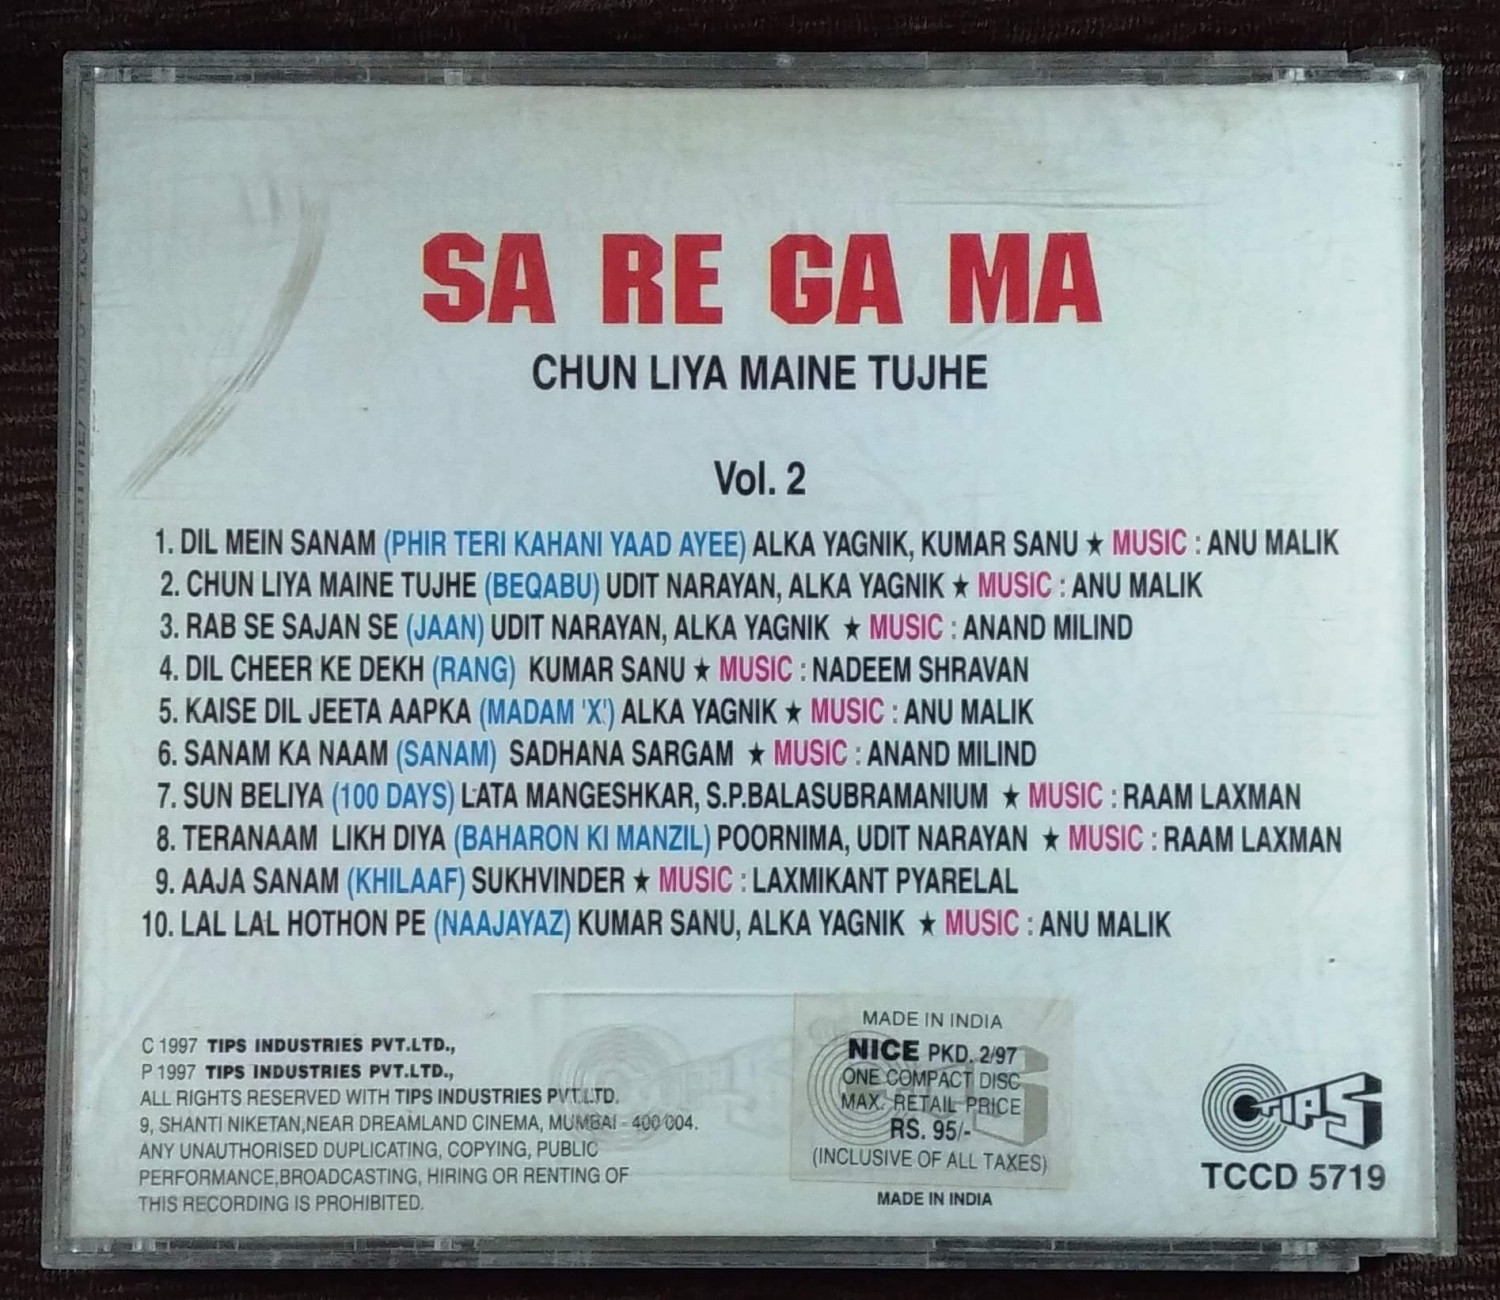 SA RE GA MA
CHUN LIYA MAINE TUJHE
Vol. 2
1. DIL MEIN SANAM (PHIR TERI KAHANI YAAD AYEE) ALKA YAGNIK, KUMAR SANU ★ MUSIC : ANU MALIK
2. CHUN LIYA MAINE TUJHE (BEQABU) UDIT NARAYAN, ALKA YAGNIK ★ MUSIC : ANU MALIK
3. RAB SE SAJAN SE (JAAN) UDIT NARAYAN, ALKA YAGNIK ★ MUSIC : ANAND MILIND
4. DIL CHEER KE DEKH (RANG) KUMAR SANU ★ MUSIC : NADEEM SHRAVAN
5. KAISE DIL JEETA AAPKA (MADAM 'X') ALKA YAGNIK ★ MUSIC : ANU MALIK
6. SANAM KA NAAM (SANAM) SADHANA SARGAM ★ MUSIC : ANAND MILIND
7. SUN BELIYA (100 DAYS) LATA MANGESHKAR, S.P.BALASUBRAMANIUM ★ MUSIC : RAAM LAXMAN
8. TERANAAM LIKH DIYA (BAHARON KI MANZIL) POORNIMA, UDIT NARAYAN ★ MUSIC : RAAM LAXMAN
9. AAJA SANAM (KHILAAF) SUKHVINDER ★ MUSIC : LAXMIKANT PYARELAL
10. LAL LAL HOTHON PE (NAAJAYAZ) KUMAR SANU, ALKA YAGNIK ★ MUSIC : ANU MALIK
C 1997 TIPS INDUSTRIES PVT.LTD.,
P 1997 TIPS INDUSTRIES PVT.LTD.,
ALL RIGHTS RESERVED WITH TIPS INDUSTRIES PVT.LTD.
9, SHANTI NIKETAN,NEAR DREAMLAND CINEMA, MUMBAI - 400 004.
ANY UNAUTHORISED DUPLICATING, COPYING, PUBLIC
PERFORMANCE,BROADCASTING, HIRING OR RENTING OF
THIS RECORDING IS PROHIBITED.
MADE IN INDIA
NICE PKD. 2/97
ONE COMPACT DISC
MAX. RETAIL PRICE
RS. 95/-
(INCLUSIVE OF ALL TAXES)
MADE IN INDIA
TIPS
TCCD 5719